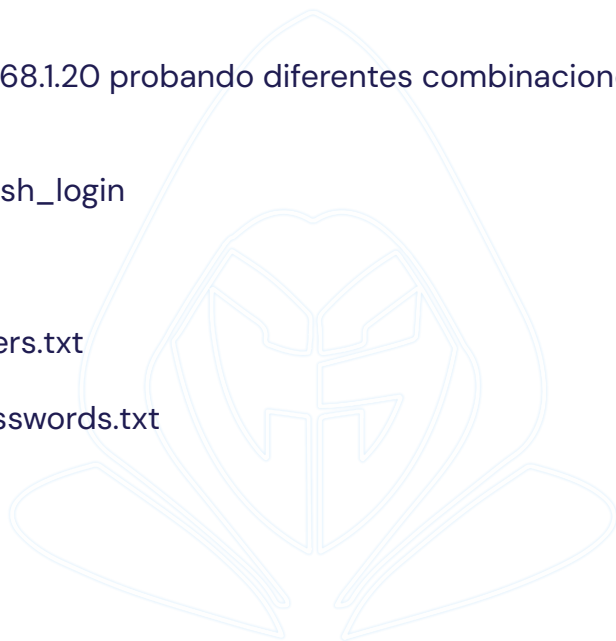 68.1.20 probando diferentes combinacion
sh_login
ers.txt
sswords.txt